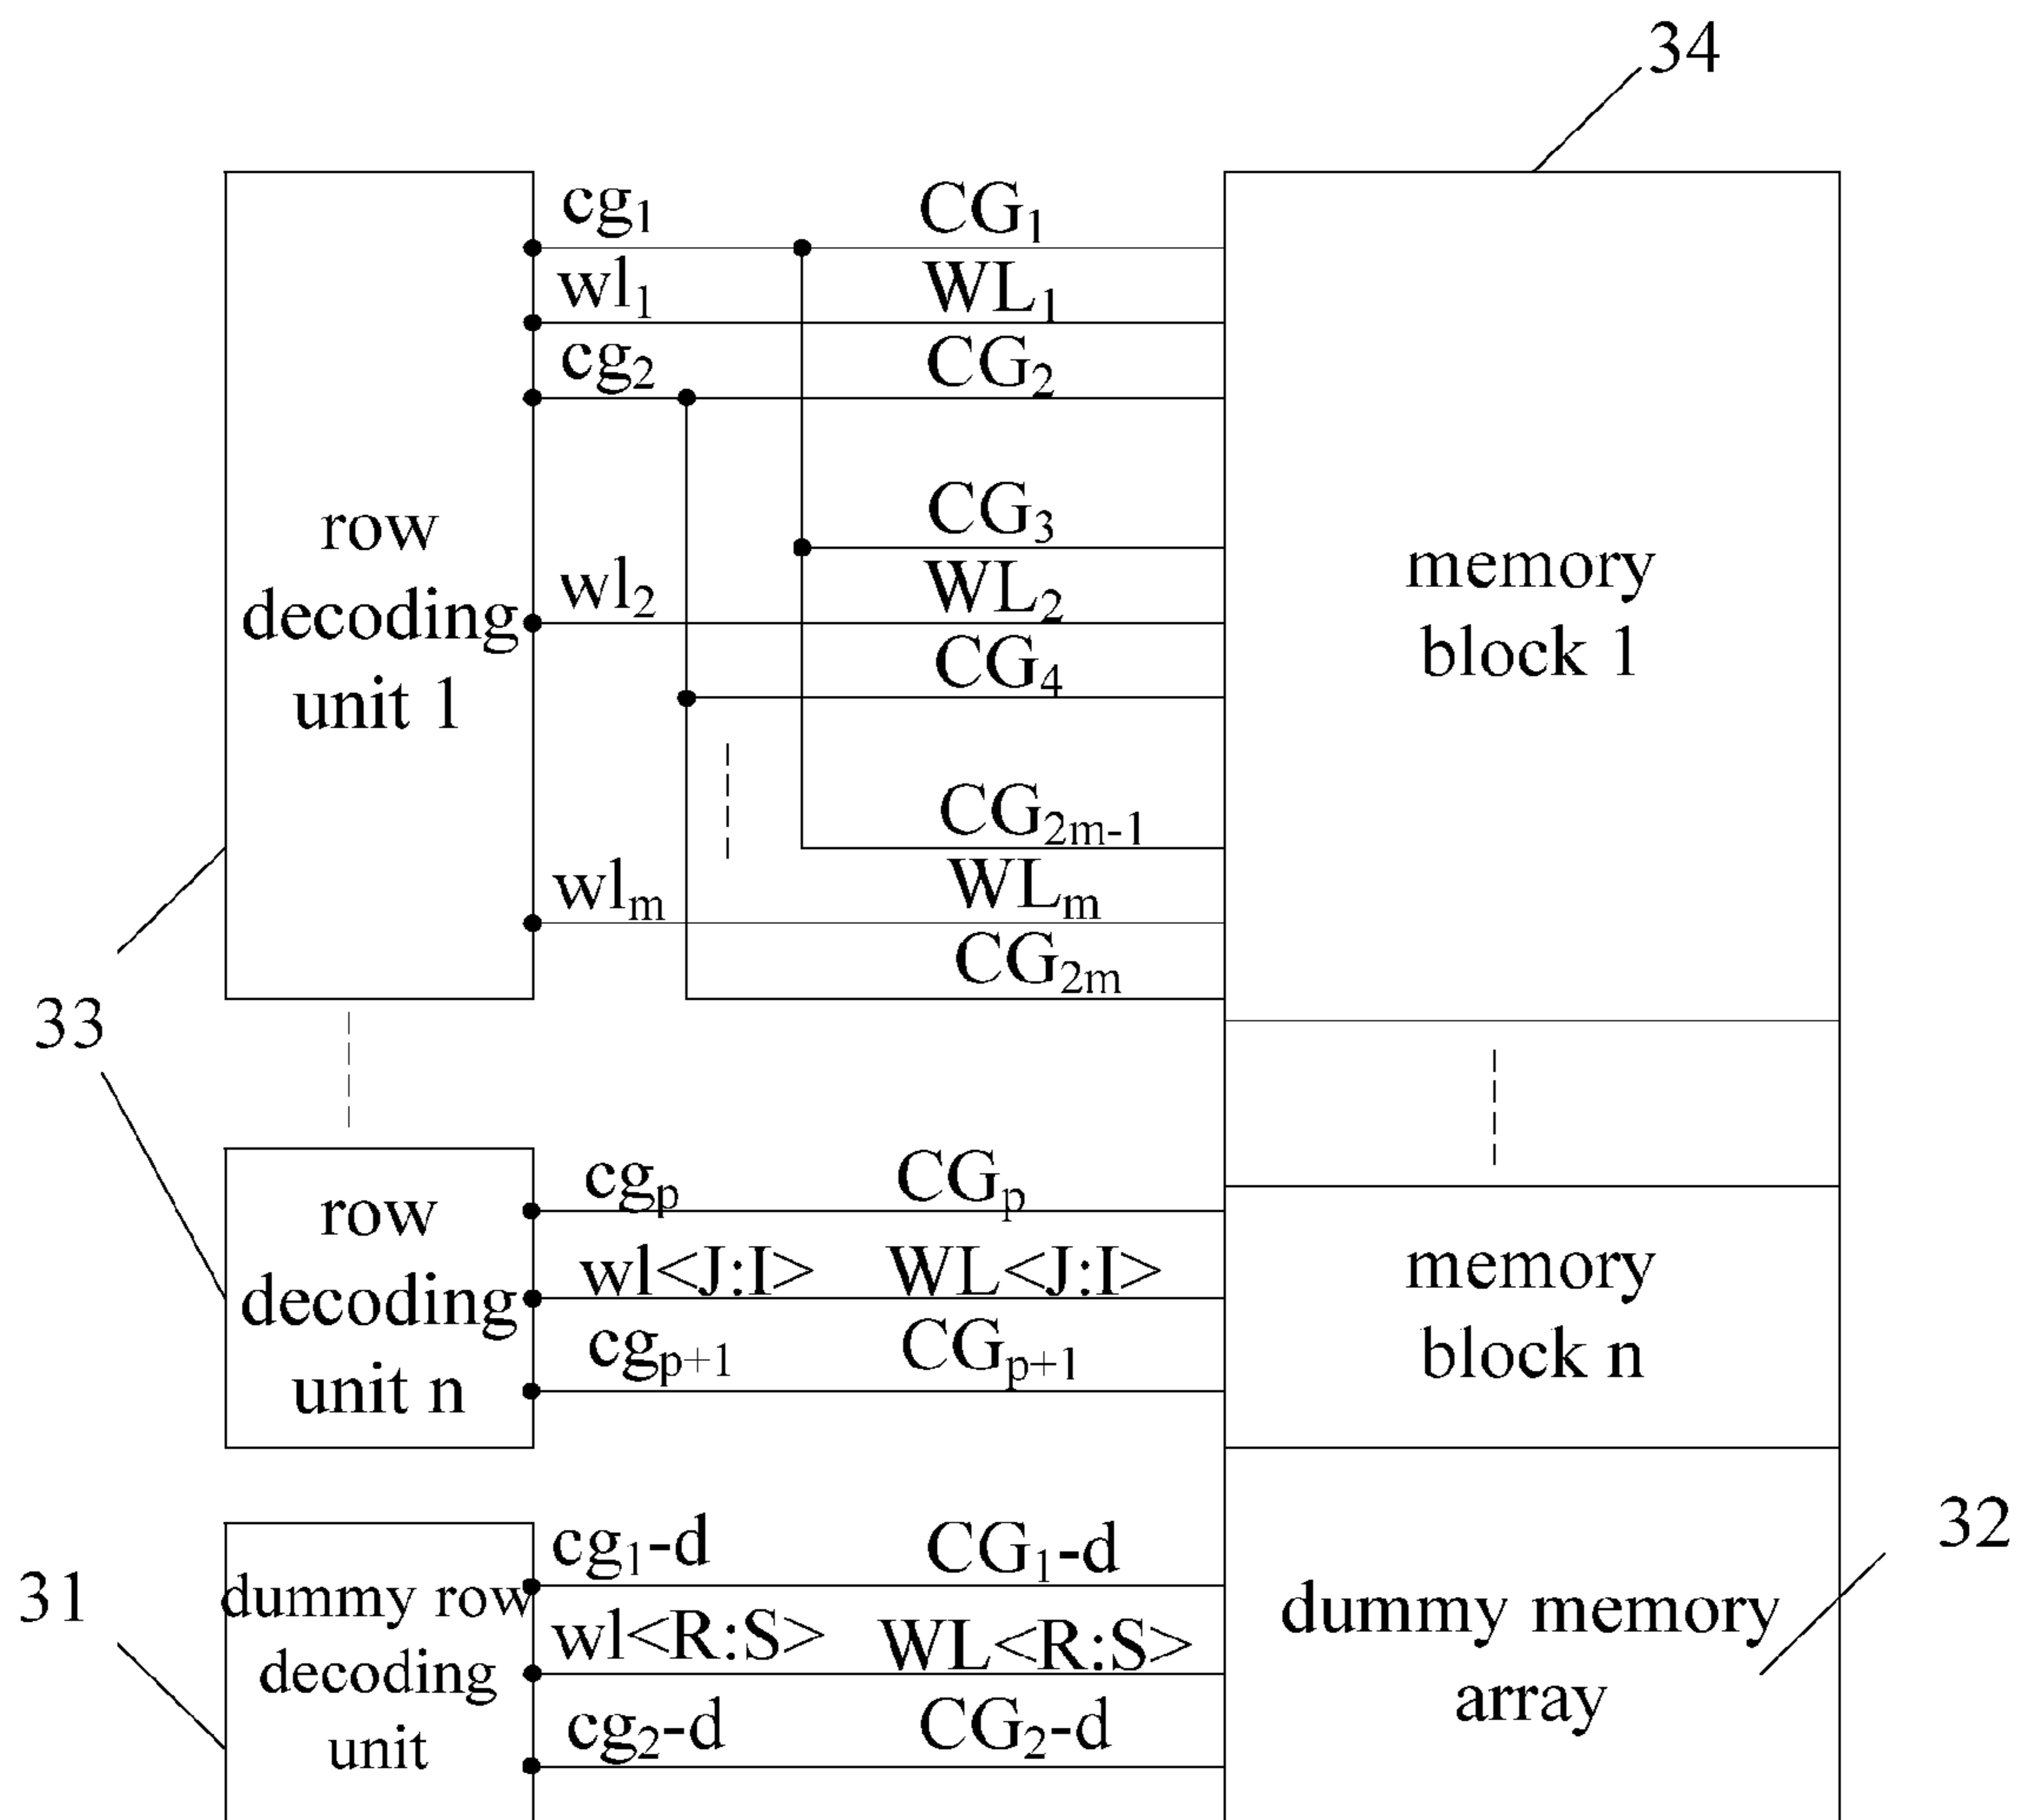 34
cg₁ CG₁
wl₁ WL₁
cg₂ CG₂
CG₃
wl₂ WL₂
CG₄
CG₂ₘ₋₁
wlₘ WLₘ
CG₂ₘ
row
decoding
unit 1
memory
block 1
33
cgₚ CGₚ
wl<J:I> WL<J:I>
cgₚ₊₁ CGₚ₊₁
row
decoding
unit n
memory
block n
cg₁-d CG₁-d
wl<R:S> WL<R:S>
cg₂-d CG₂-d
31
dummy row
decoding
unit
dummy memory
array
32